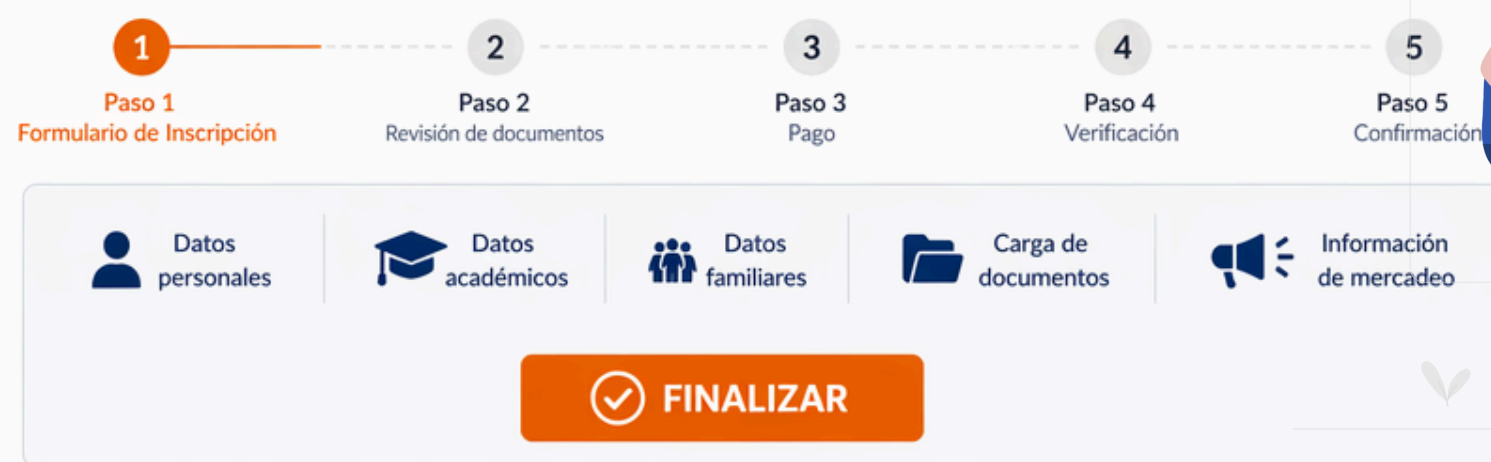 1
2
3
4
5
Paso 1
Paso 2
Paso 3
Paso 4
Paso 5
Formulario de Inscripción
Revisión de documentos
Pago
Verificación
Confirmación
Datos
personales
Datos
académicos
Datos
familiares
Carga de
documentos
Información
de mercadeo
FINALIZAR